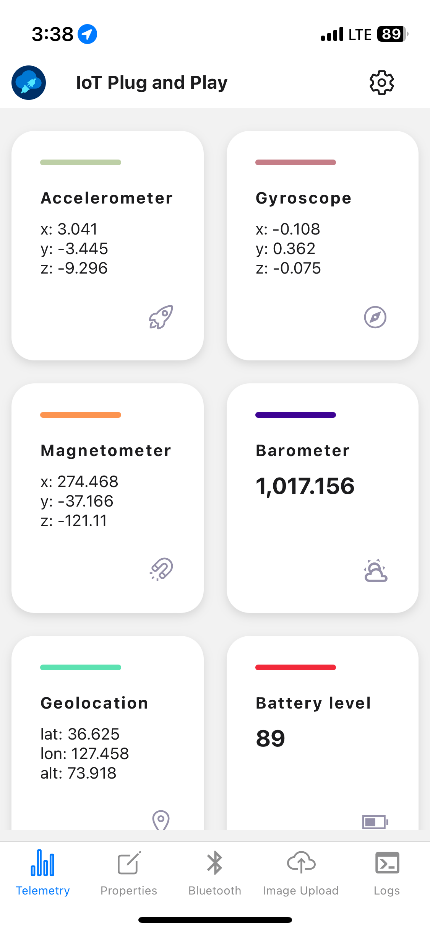 3:38
LTE 89
IoT Plug and Play
Accelerometer
x: 3.041
y: -3.445
z: -9.296
Gyroscope
x: -0.108
y: 0.362
z: -0.075
Magnetometer
x: 274.468
y: -37.166
z: -121.11
Barometer
1,017.156
Geolocation
lat: 36.625
lon: 127.458
alt: 73.918
Battery level
89
Telemetry
Properties
Bluetooth
Image Upload
Logs